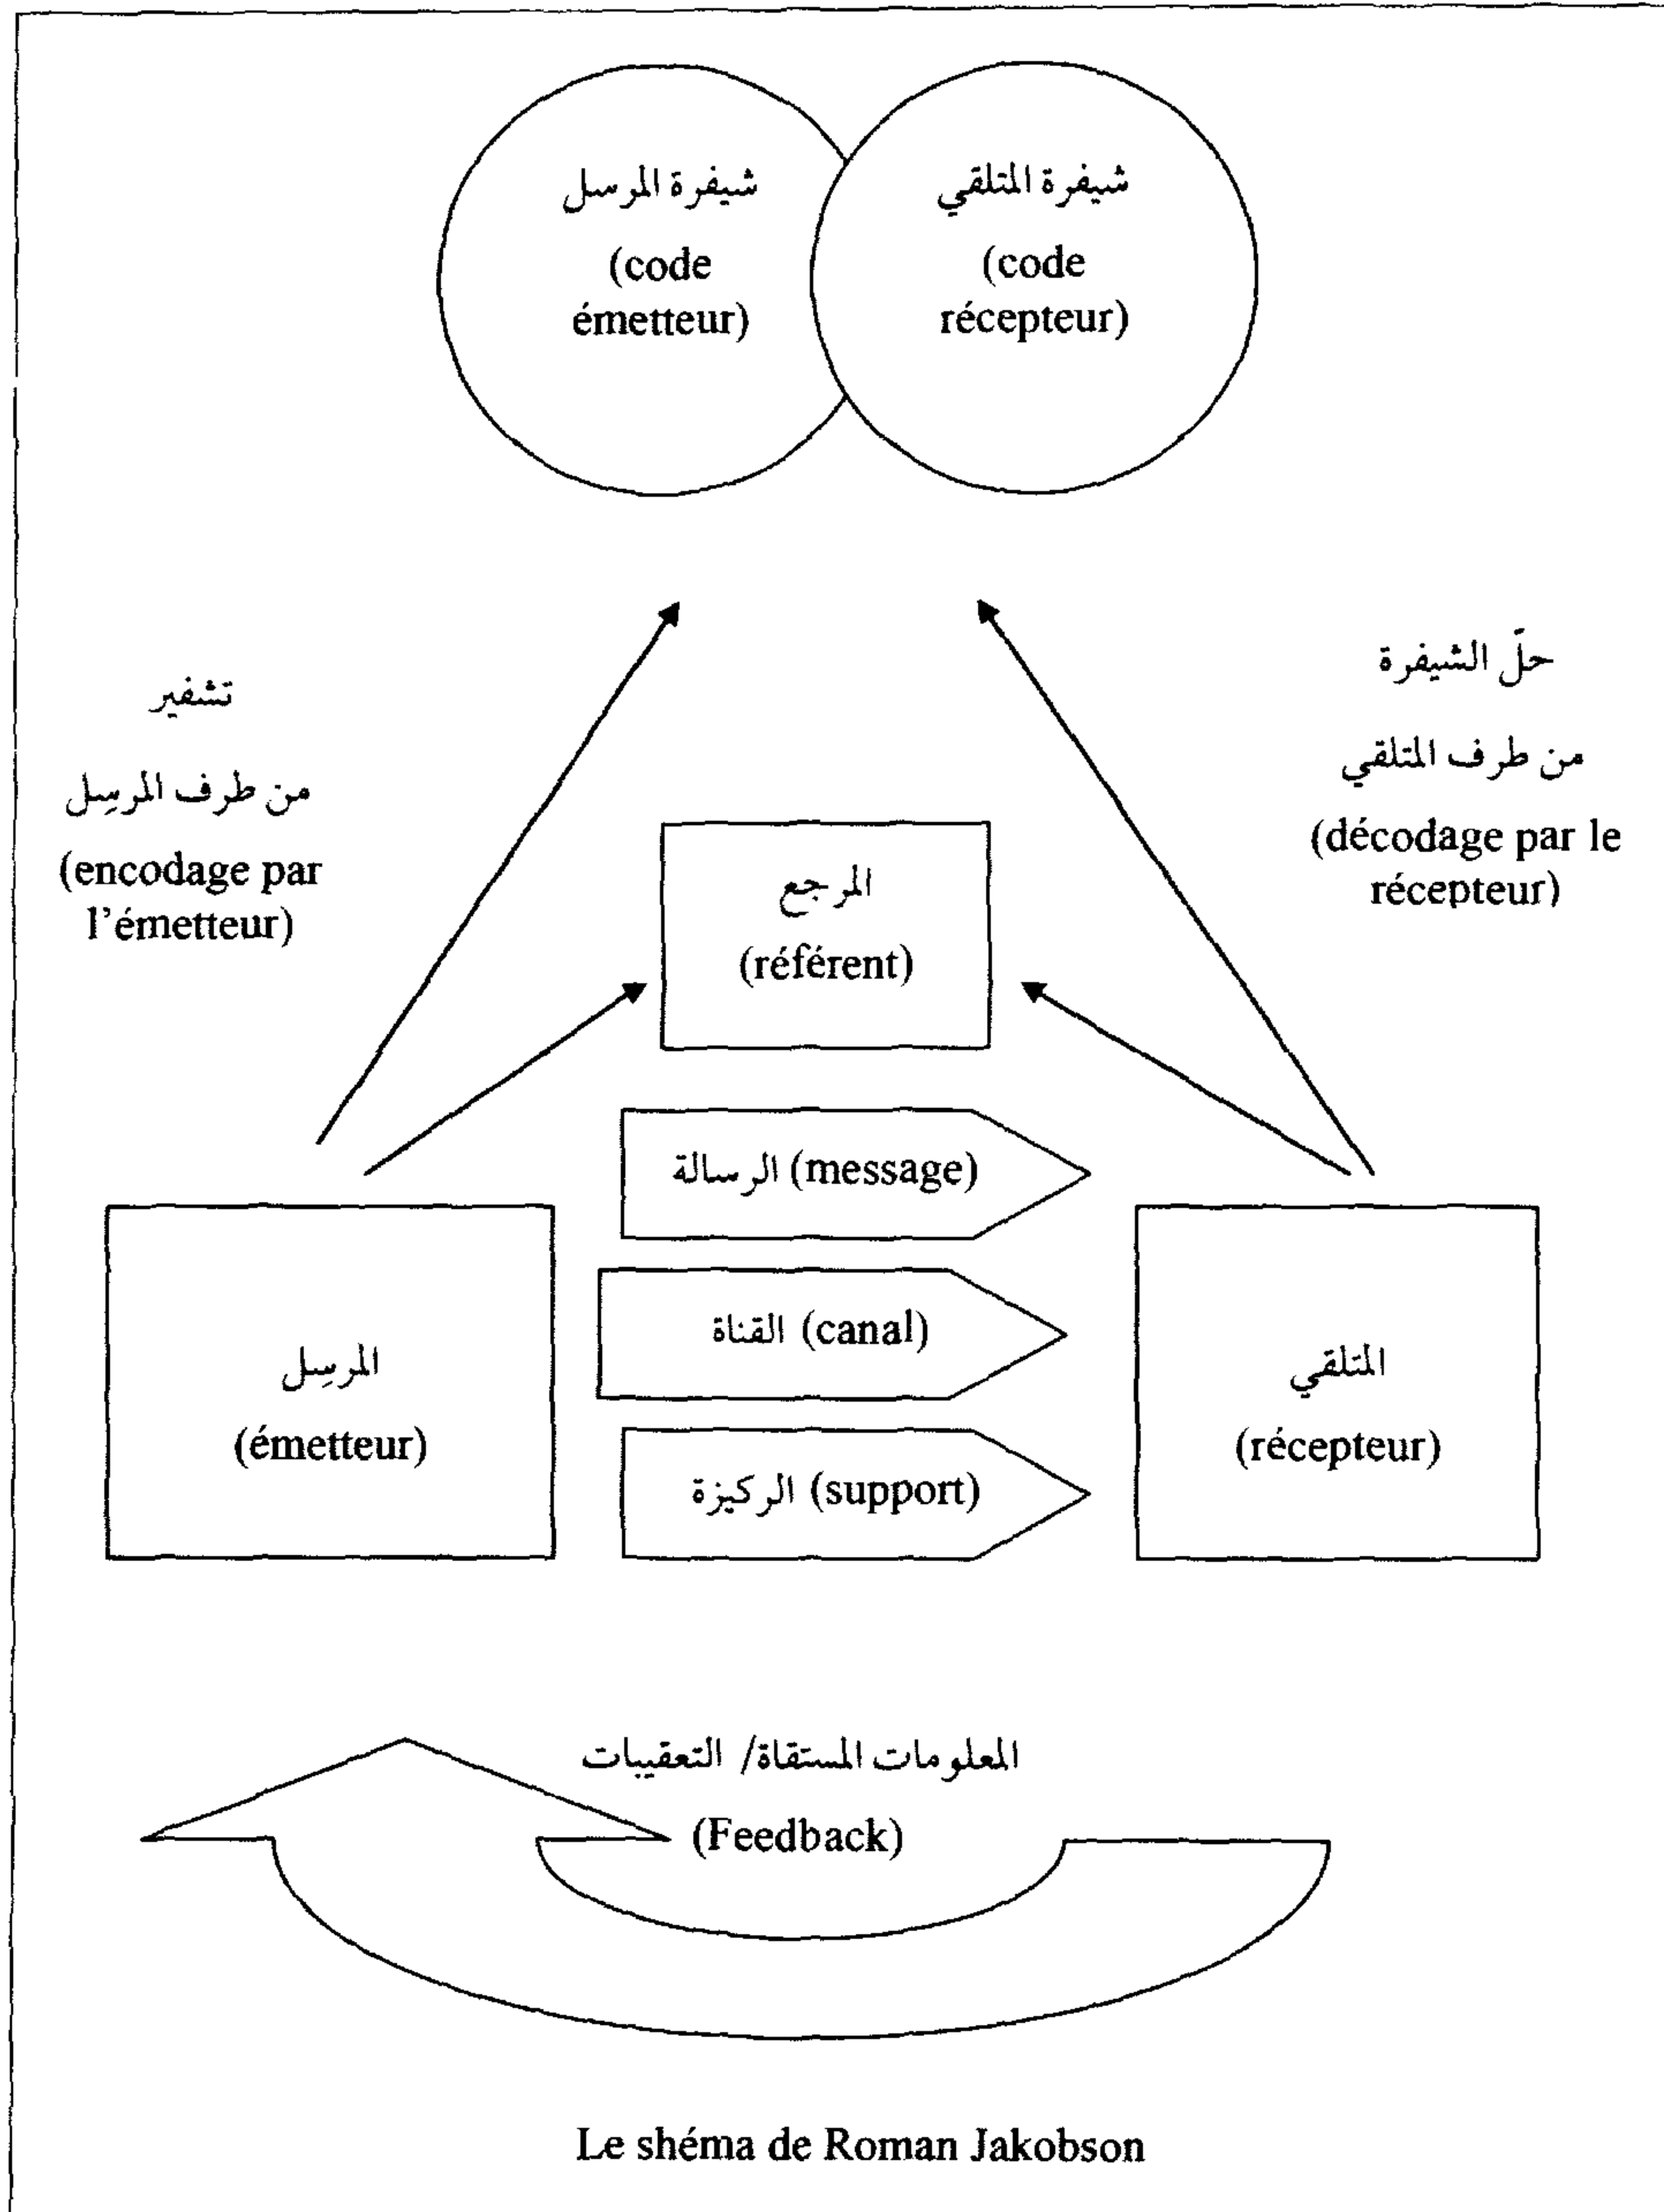 شيفرة المرسل
(code
émetteur)
شيفرة المتلقي
(code
récepteur)
تشفير
من طرف المرسِل
(encodage par
l'émetteur)
حلّ الشيفرة
من طرف المتلقي
(décodage par le
récepteur)
المرجع
(référent)
الرسالة (message)
القناة (canal)
الركيزة (support)
المرسِل
(émetteur)
المتلقي
(récepteur)
المعلومات المستقاة/ التعقيبات
(Feedback)
Le shéma de Roman Jakobson